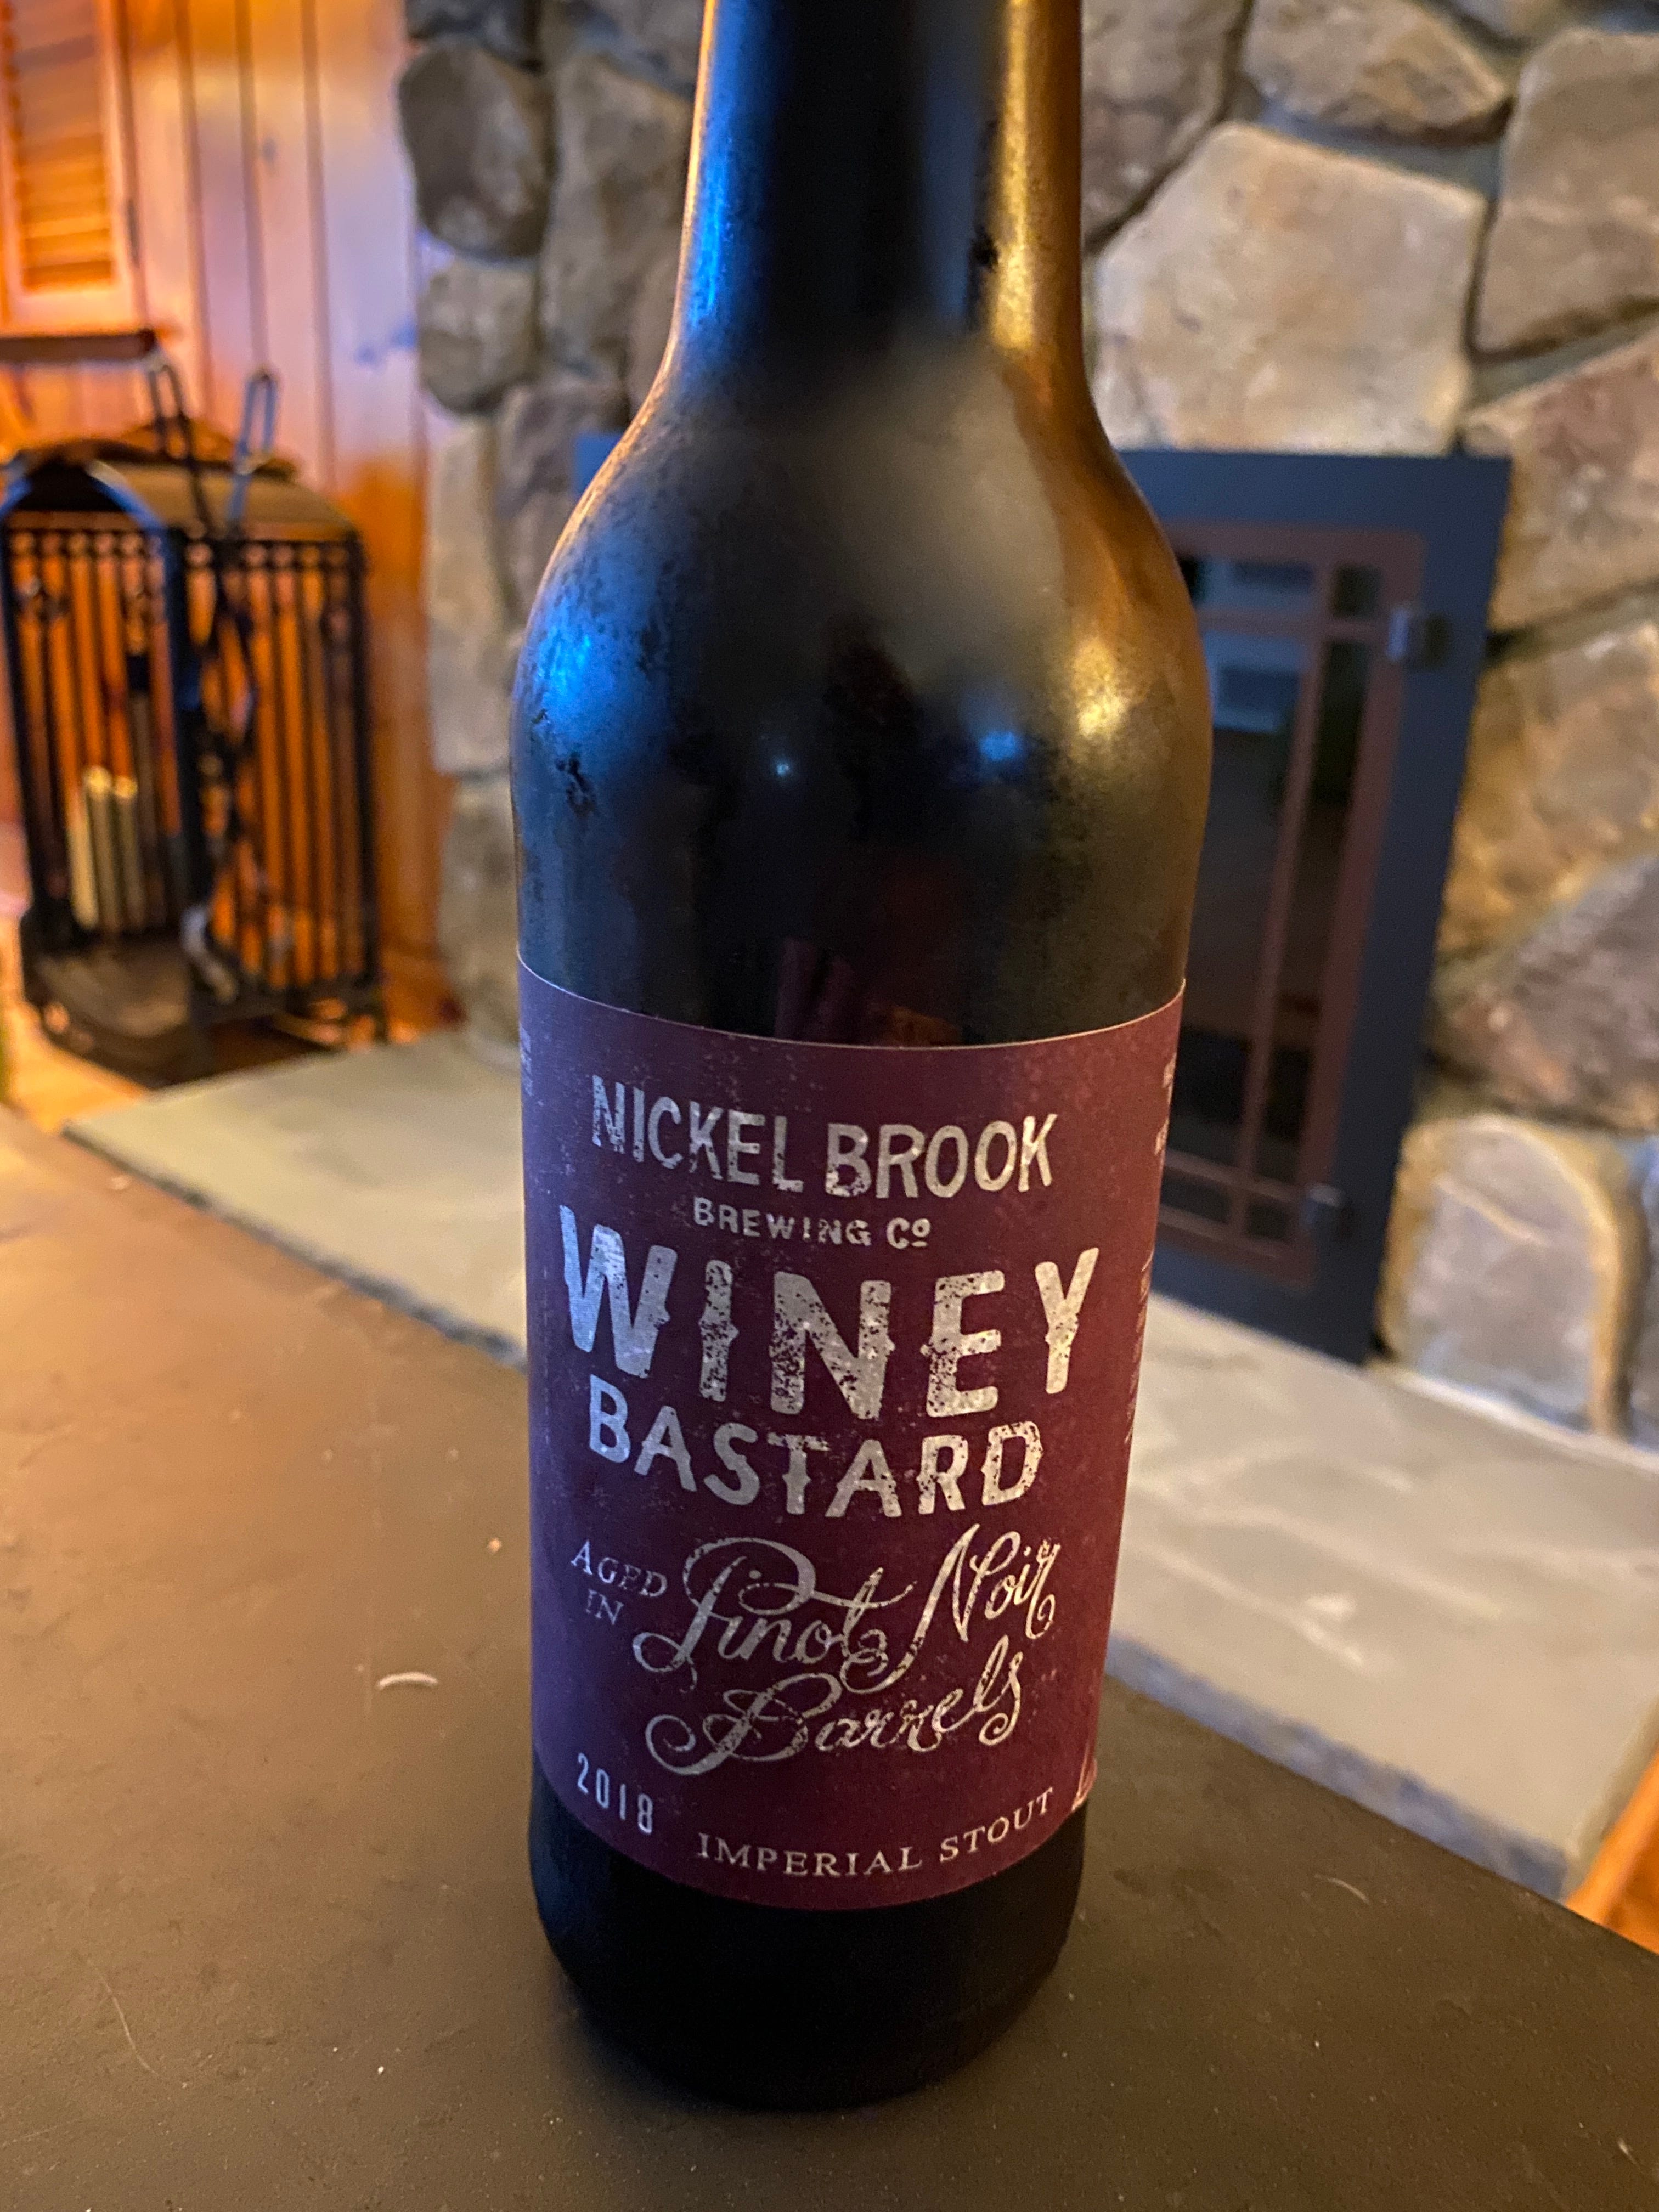 NICKEL BROOK
BREWING Co
WINEY
BASTARD
AGED
IN
Pinot Noir
Barrels
2018
IMPERIAL STOUT